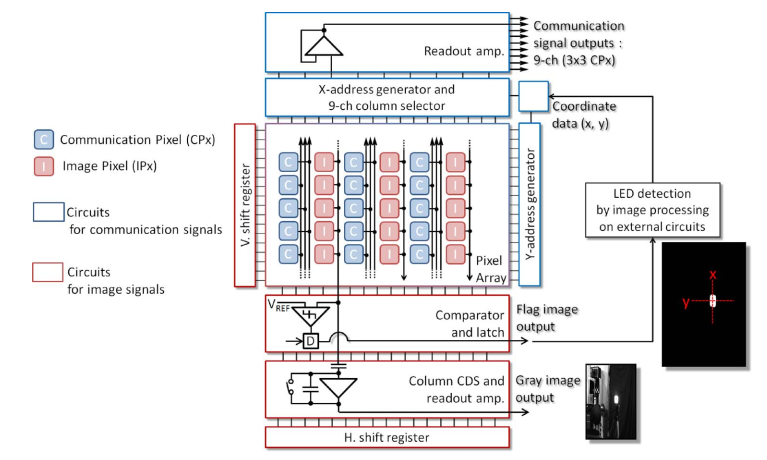 Readout amp.
Communication
signal outputs :
9-ch (3x3 CPx)
X-address generator and
9-ch column selector
Coordinate
data (x, y)
C Communication Pixel (CPx)
I Image Pixel (IPx)
Circuits
for communication signals
Circuits
for image signals
V. shift register
C I C I C I
C I C I C I
C I C I C I
C I C I C I
C I C I C I
Pixel
Array
Y-address generator
LED detection
by image processing
on external circuits
x
y
VREF
D
Comparator
and latch
Flag image
output
Column CDS and
readout amp.
Gray image
output
H. shift register